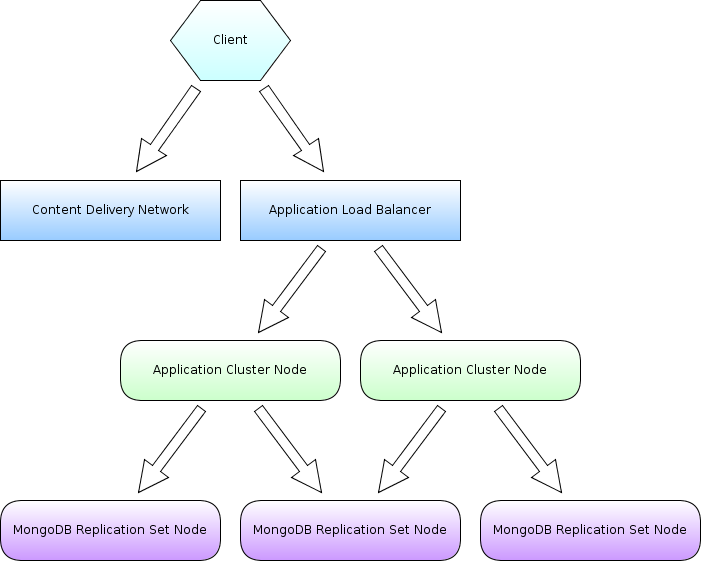 Client
Content Delivery Network
Application Load Balancer
Application Cluster Node
Application Cluster Node
MongoDB Replication Set Node
MongoDB Replication Set Node
MongoDB Replication Set Node